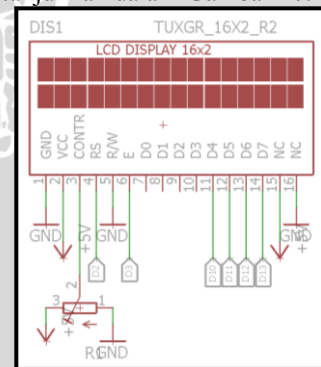 DIS1 TUXGR_16X2_R2
LCD DISPLAY 16x2
GND VCC CONTR RS R/W E D0 D1 D2 D3 D4 D5 D6 D7 NC NC
1 2 3 4 5 6 7 8 9 10 11 12 13 14 15 16
GND +5V GND GND +5V
D2 D3 D10 D11 D12 D13
2
3 1
+5V
R1 GND